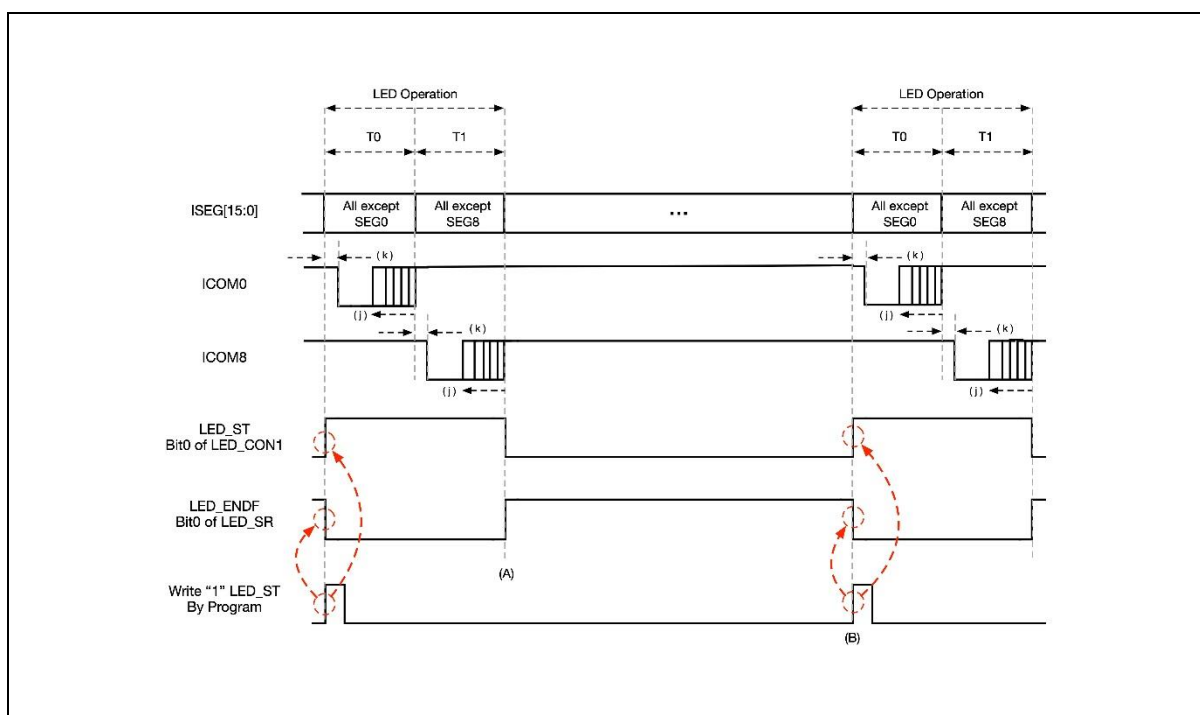 LED Operation LED Operation
T0 T1 T0 T1
ISEG[15:0] All except SEG0 All except SEG8 ... All except SEG0 All except SEG8
(k) (k)
ICOM0
(j) (k) (j) (k)
ICOM8
(j) (j)
LED_ST
Bit0 of LED_CON1
LED_ENDF
Bit0 of LED_SR
(A)
Write “1” LED_ST
By Program
(B)